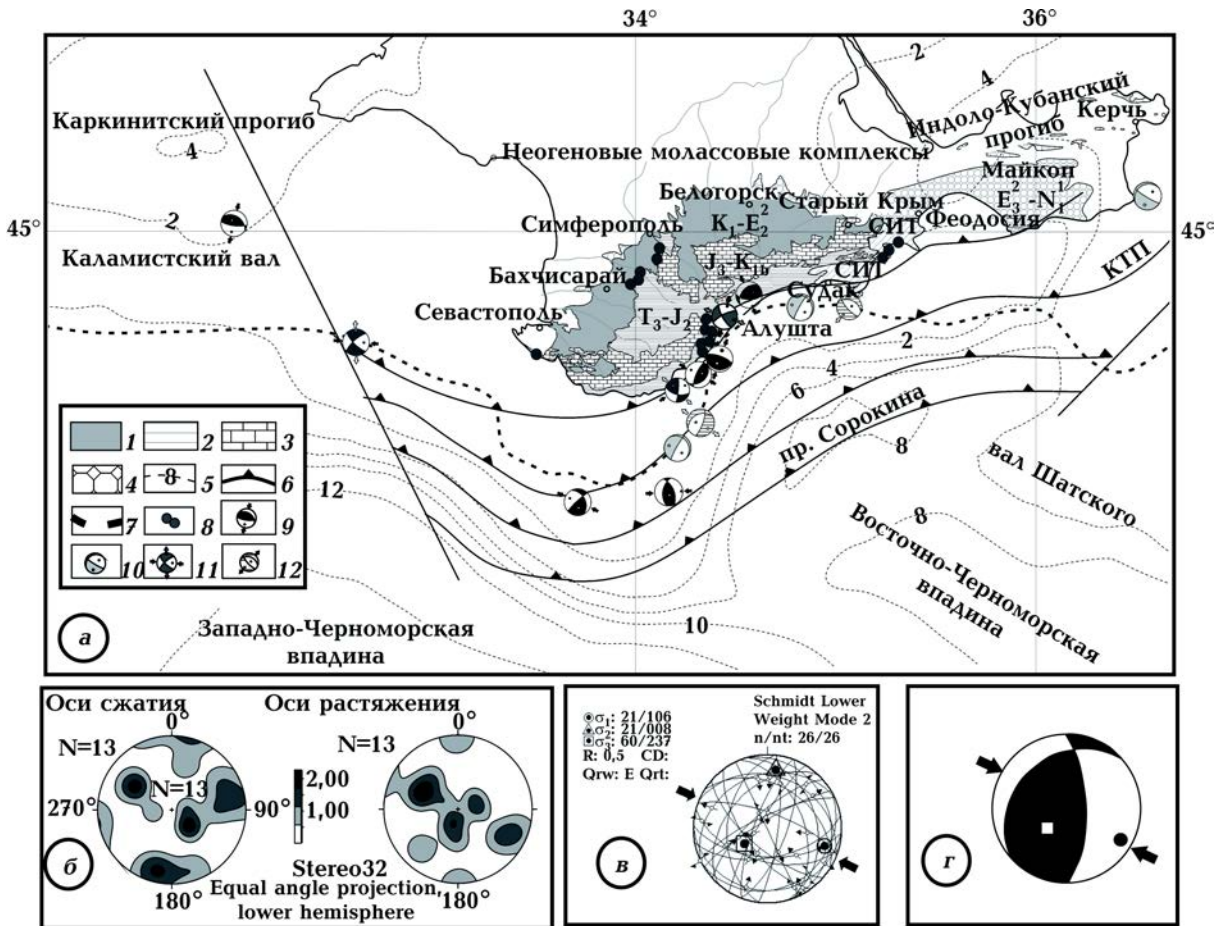 34°
36°
2
4
Каркинитский прогиб
4
Индоло-Кубанский
прогиб
Керчь
Неогеновые молассовые комплексы
Майкоп
E₃²-N₁¹
Белогорск
Старый Крым
2
K₁-E₂²
Феодосия
45°
45°
Симферополь
СИТ
Каламистский вал
J₃-K₁b
КТП
Бахчисарай
СИТ
Судак
Севастополь
T₃-J₂
Алушта
2
4
6
пр. Сорокина
8
вал Шатского
12
8
Восточно-Черноморская
впадина
10
Западно-Черноморская
впадина
1
2
3
4
8
5
6
7
8
9
10
11
12
а
Оси сжатия
Оси растяжения
0°
0°
N=13
N=13
N=13
2,00
1,00
270°
90°
Stereo32
180°
180°
Equal angle projection,
lower hemisphere
б
σ₁: 21/106
σ₂: 21/008
σ₃: 60/237
R: 0,5 CD:
Qrw: E Qrt:
Schmidt Lower
Weight Mode 2
n/nt: 26/26
в
г